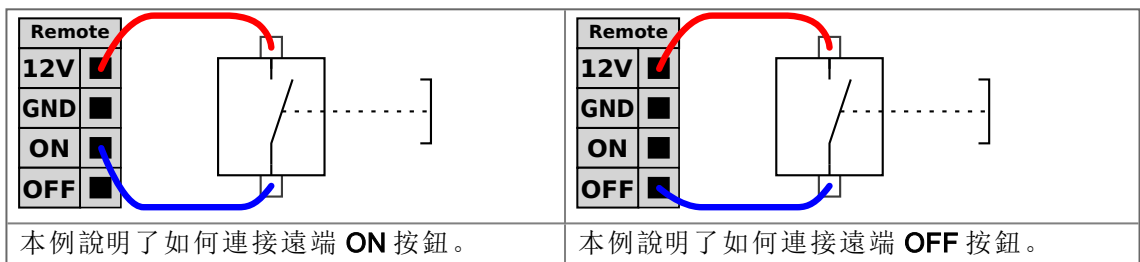 Remote
12V
GND
ON
OFF
本例說明了如何連接遠端 ON 按鈕。
Remote
12V
GND
ON
OFF
本例說明了如何連接遠端 OFF 按鈕。